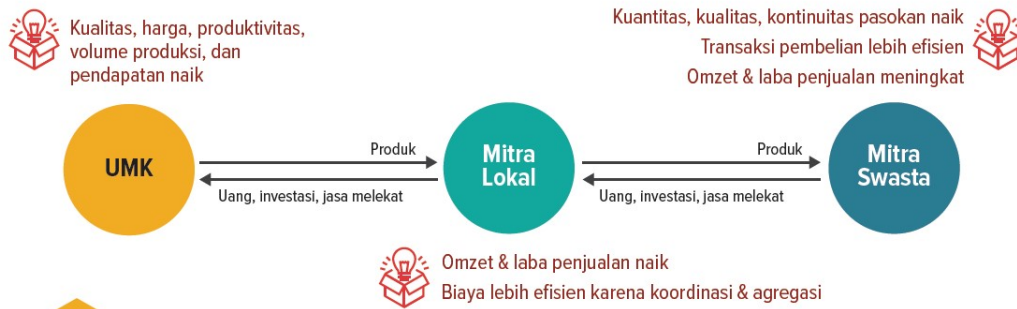 Kualitas, harga, produktivitas,
volume produksi, dan
pendapatan naik
Kuantitas, kualitas, kontinuitas pasokan naik
Transaksi pembelian lebih efisien
Omzet & laba penjualan meningkat
UMK
Produk
Uang, investasi, jasa melekat
Mitra
Lokal
Produk
Uang, investasi, jasa melekat
Mitra
Swasta
Omzet & laba penjualan naik
Biaya lebih efisien karena koordinasi & agregasi